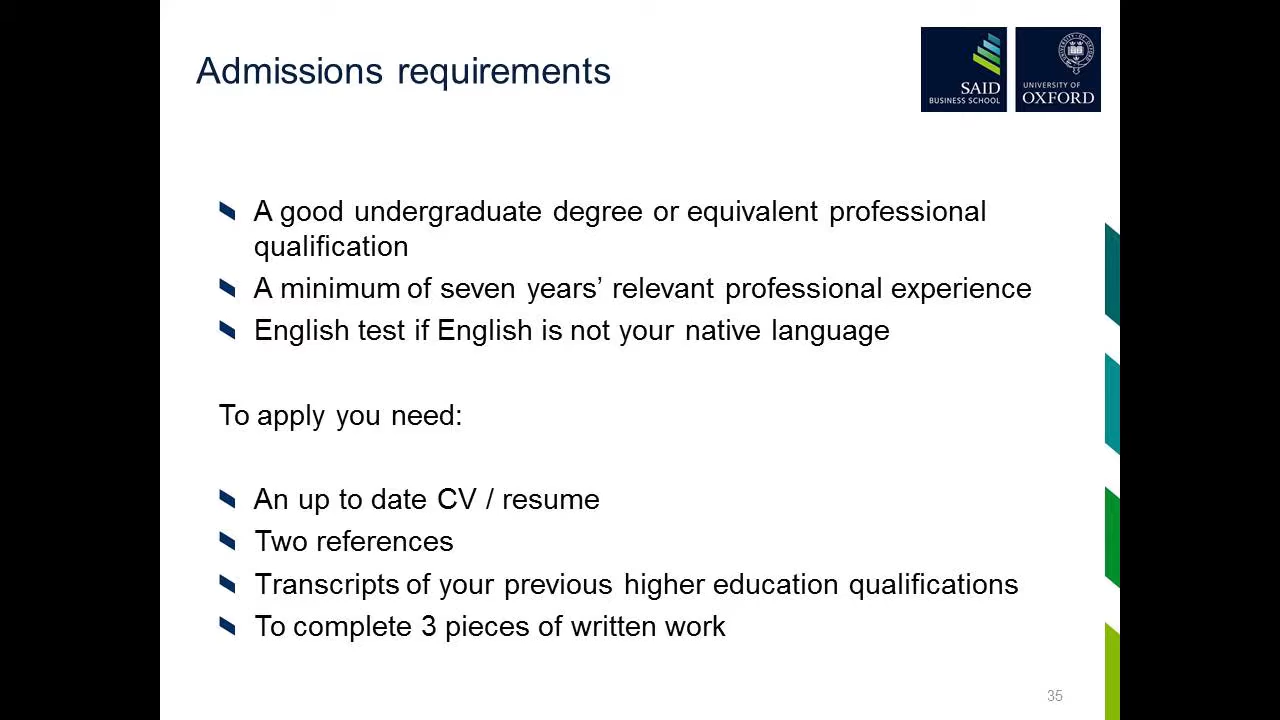 Admissions requirements
SAID
BUSINESS SCHOOL
UNIVERSITY OF
OXFORD
A good undergraduate degree or equivalent professional
qualification
A minimum of seven years’ relevant professional experience
English test if English is not your native language
To apply you need:
An up to date CV / resume
Two references
Transcripts of your previous higher education qualifications
To complete 3 pieces of written work
35